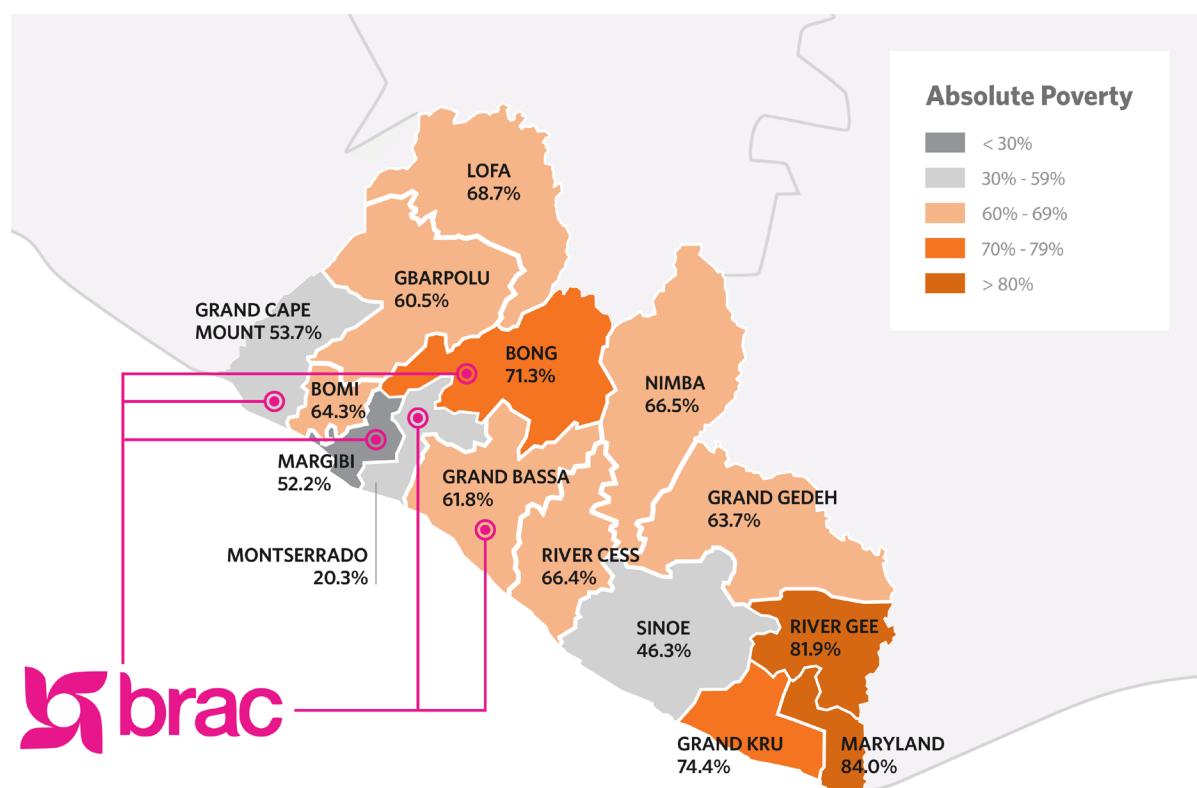 Absolute Poverty
< 30%
30% - 59%
60% - 69%
70% - 79%
> 80%
LOFA
68.7%
GBARPOLU
60.5%
GRAND CAPE
MOUNT 53.7%
BONG
71.3%
BOMI
64.3%
NIMBA
66.5%
MARGIBI
52.2%
GRAND BASSA
61.8%
GRAND GEDEH
63.7%
MONTSERRADO
20.3%
RIVER CESS
66.4%
SINOE
46.3%
RIVER GEE
81.9%
GRAND KRU
74.4%
MARYLAND
84.0%
brac